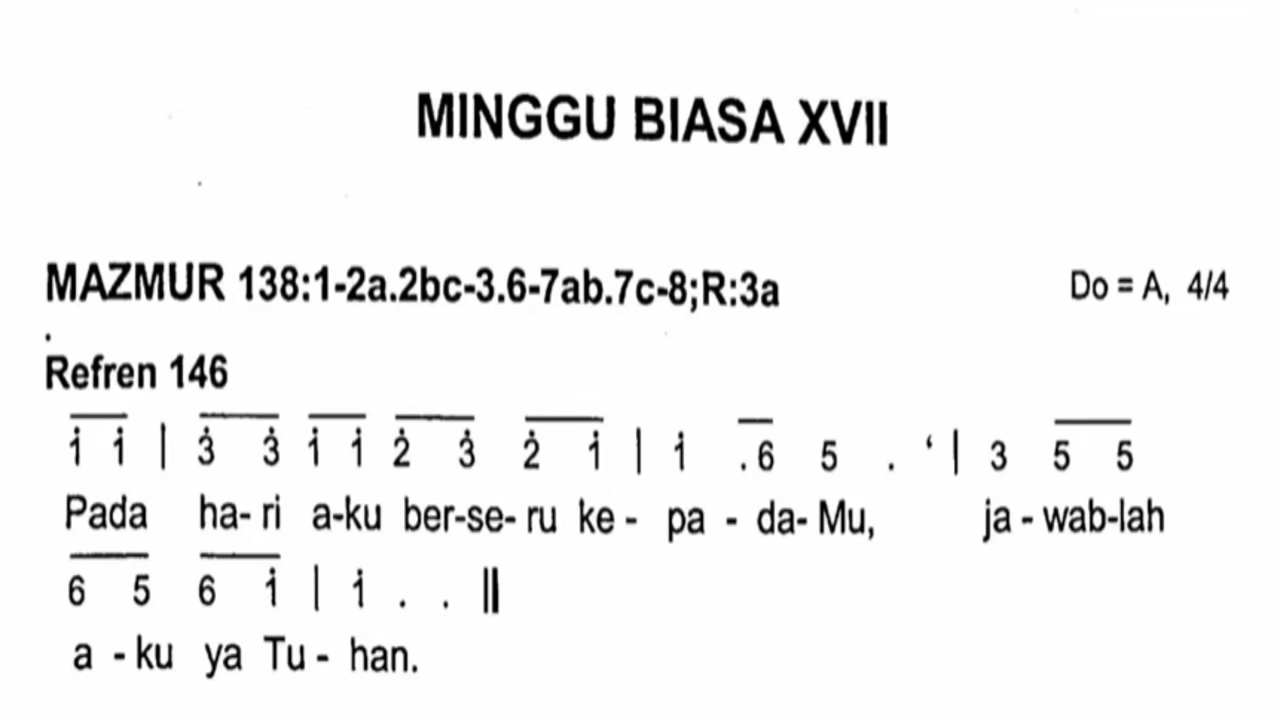 MINGGU BIASA XVII
MAZMUR 138:1-2a.2bc-3.6-7ab.7c-8;R:3a Do = A, 4/4
Refren 146
1̇ 1̇ | 3̇ 3̇ 1̇ 1̇ 2̇ 3̇ 2̇ 1̇ | 1̇ .6 5 . ‘| 3 5 5
Pada ha- ri a-ku ber-se- ru ke - pa - da- Mu, ja - wab-lah
6 5 6 1̇ | 1̇ . . ||
a - ku ya Tu - han.